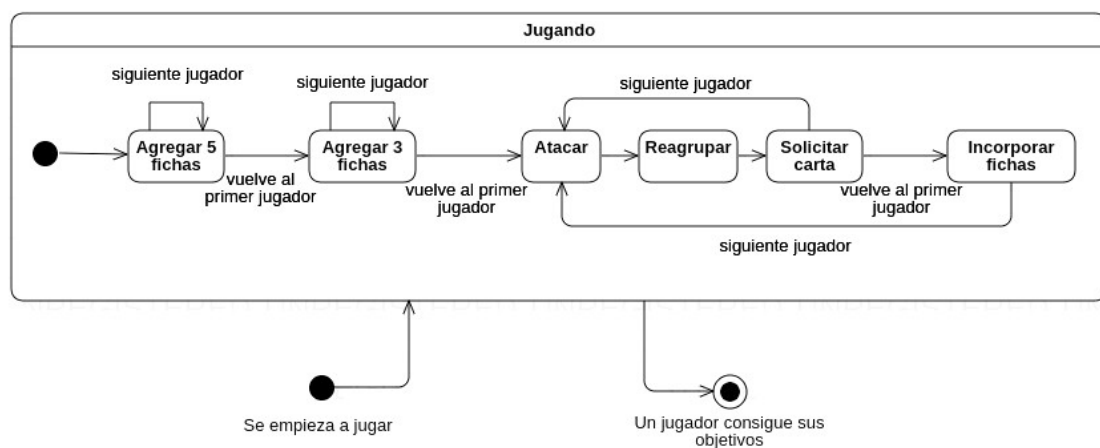 Jugando
siguiente jugador
siguiente jugador
siguiente jugador
Agregar 5
fichas
Agregar 3
fichas
Atacar
Reagrupar
Solicitar
carta
Incorporar
fichas
vuelve al
primer jugador
vuelve al primer
jugador
vuelve al primer
jugador
siguiente jugador
Se empieza a jugar
Un jugador consigue sus
objetivos